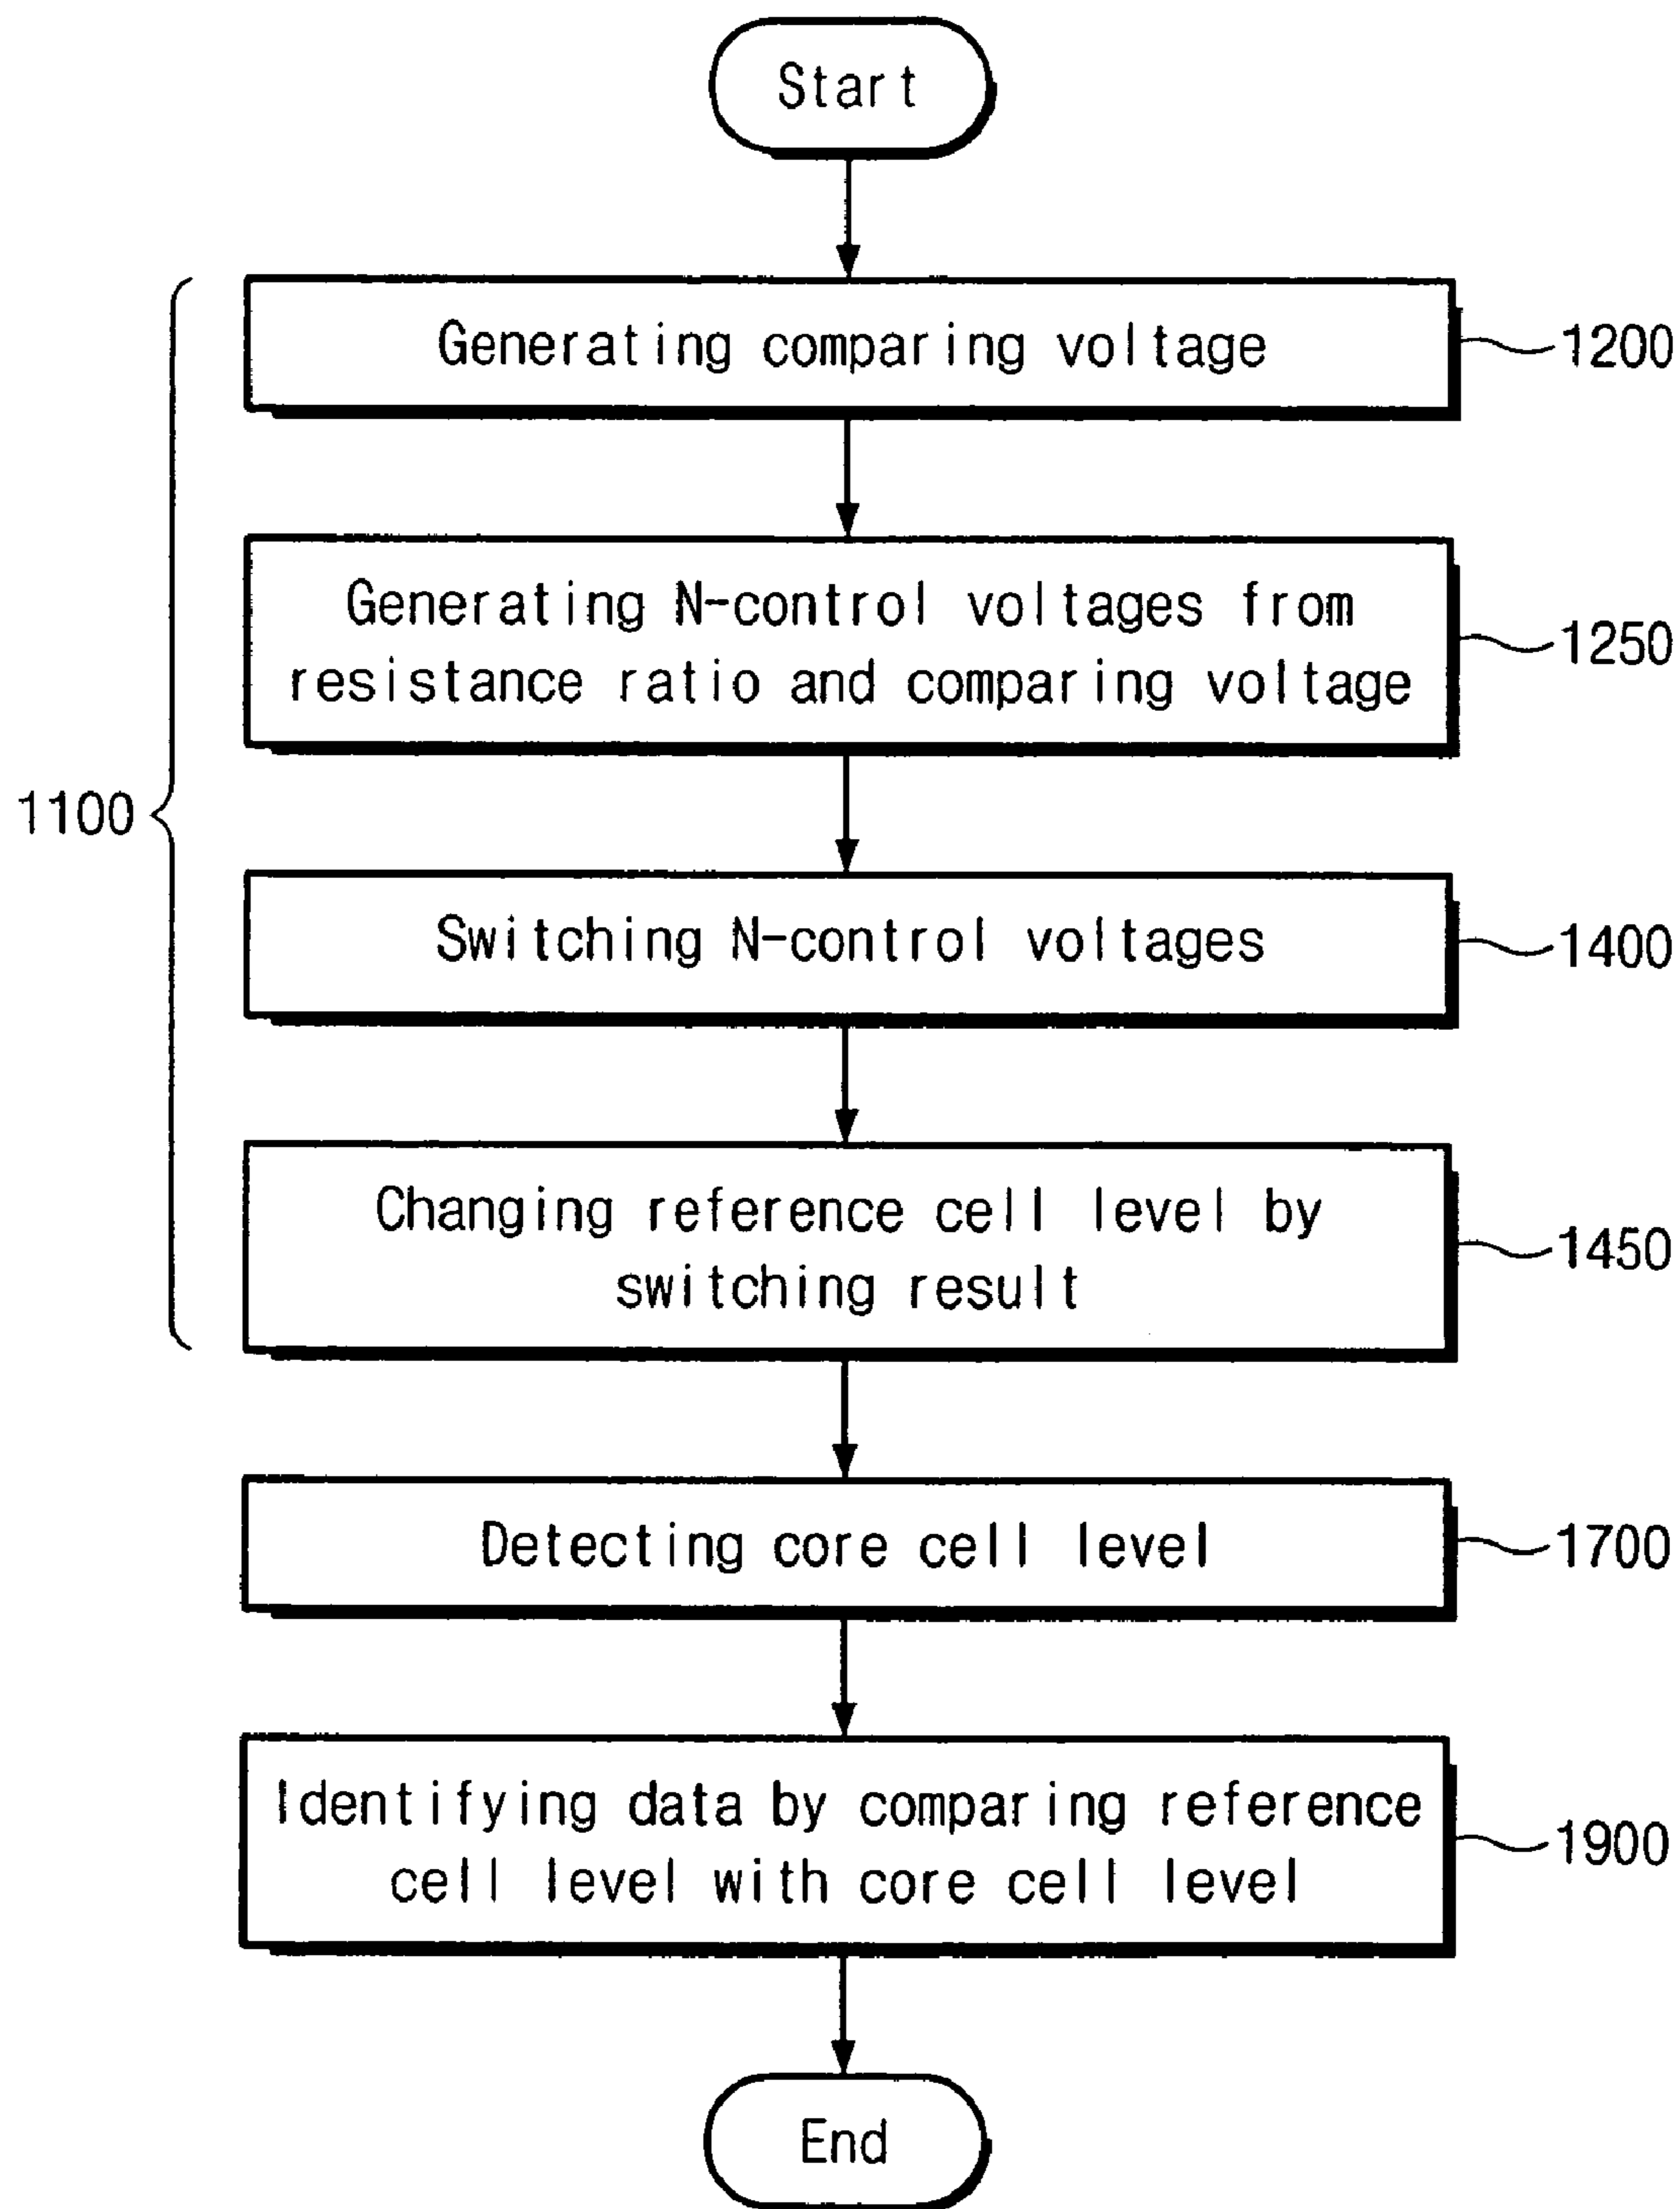 Start
Generating comparing voltage
1200
Generating N-control voltages from
resistance ratio and comparing voltage
1250
1100
Switching N-control voltages
1400
Changing reference cell level by
switching result
1450
Detecting core cell level
1700
Identifying data by comparing reference
cell level with core cell level
1900
End